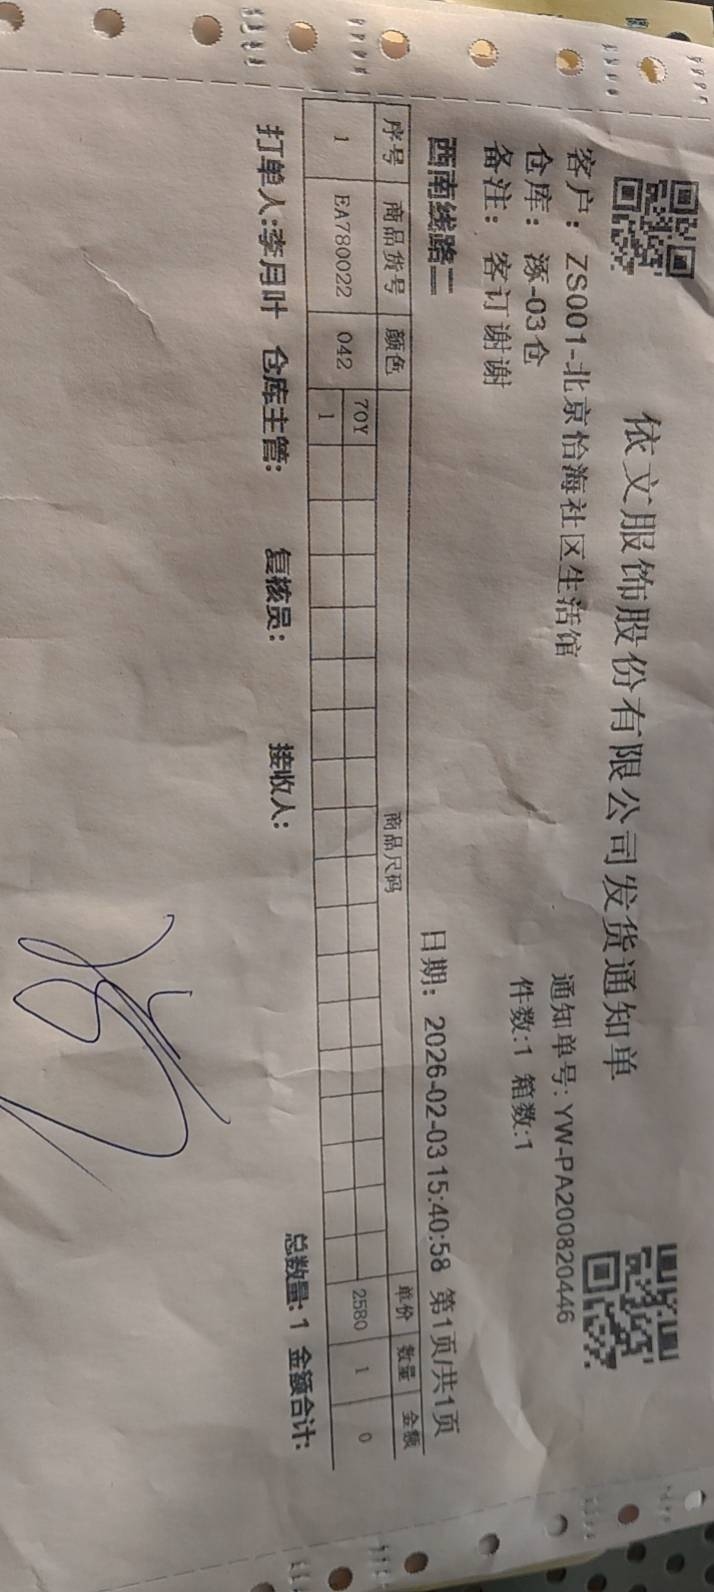 依文服饰股份有限公司发货通知单
客户：ZS001-北京怡海社区生活馆 通知单号：YW-PA200820446
仓库：涿-03仓 件数:1 箱数:1
备注：客订谢谢
西南线路二 日期：2026-02-03 15:40:58 第1页/共1页
序号 商品货号 颜色 商品尺码 单价 数量 金额
1 EA780022 042 70Y 2580 1 0
1
打单人:李月叶 仓库主管: 复核员: 接收人: 总数量:1 金额合计: